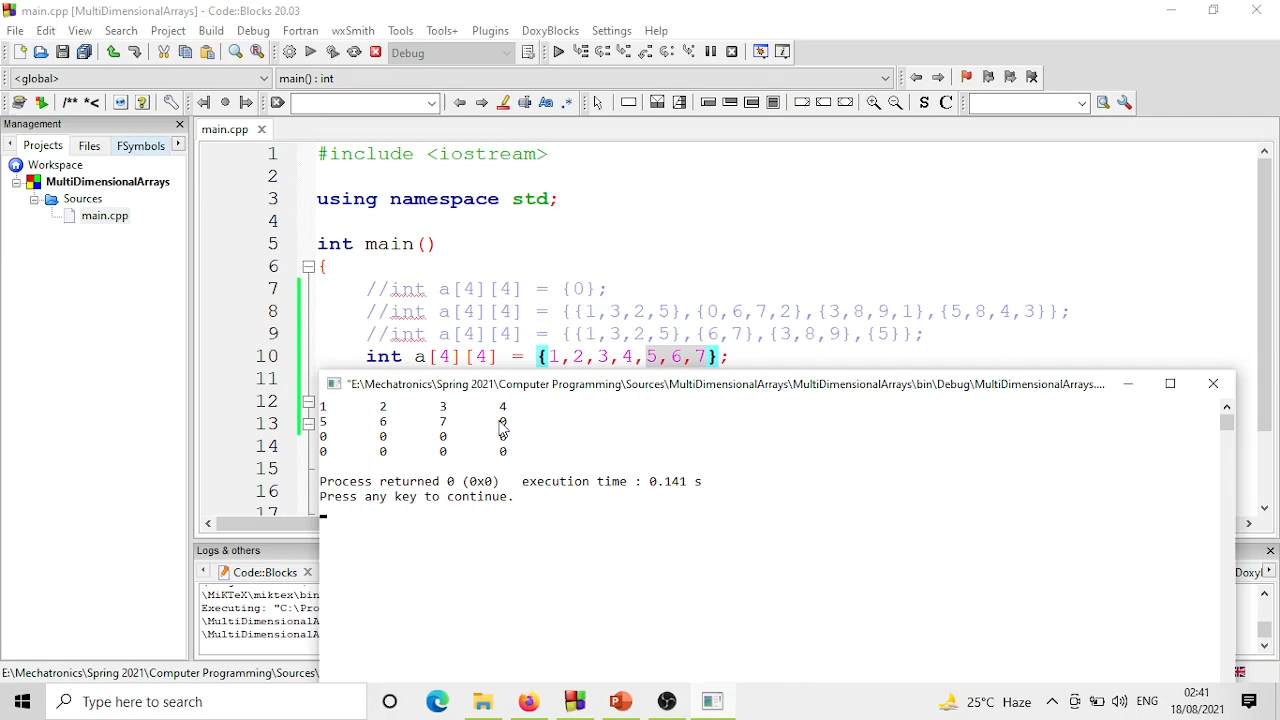 main.cpp [MultiDimensionalArrays] - Code::Blocks 20.03
File Edit View Search Project Build Debug Fortran wxSmith Tools Tools+ Plugins DoxyBlocks Settings Help
Debug
<global> main() : int
/** *< S C
Management
Projects Files FSymbols
Workspace
MultiDimensionalArrays
Sources
main.cpp
main.cpp
1 #include <iostream>
2
3 using namespace std;
4
5 int main()
6 {
7 //int a[4][4] = {0};
8 //int a[4][4] = {{1,3,2,5},{0,6,7,2},{3,8,9,1},{5,8,4,3}};
9 //int a[4][4] = {{1,3,2,5},{6,7},{3,8,9},{5}};
10 int a[4][4] = {1,2,3,4,5,6,7};
11
12
13
14
15
16
17
"E:\Mechatronics\Spring 2021\Computer Programming\Sources\MultiDimensionalArrays\MultiDimensionalArrays\bin\Debug\MultiDimensionalArrays....
1 2 3 4
5 6 7 0
0 0 0 0
0 0 0 0
Process returned 0 (0x0) execution time : 0.141 s
Press any key to continue.
Logs & others
Code::Blocks
\MiKTeX\miktex\bin
Executing: "C:\Pro
\MultiDimensionalA
\MultiDimensionalA
E:\Mechatronics\Spring 2021\Computer Programming\Sources\
Type here to search
25°C Haze
ENG
02:41
18/08/2021